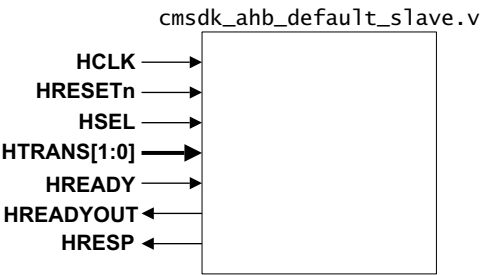 cmsdk_ahb_default_slave.v
HCLK
HRESETn
HSEL
HTRANS[1:0]
HREADY
HREADYOUT
HRESP